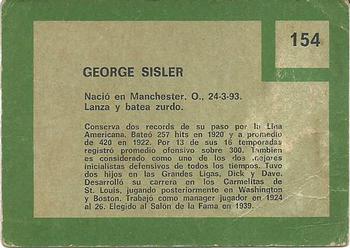 154
GEORGE SISLER
Nació en Manchester, O., 24-3-93.
Lanza y batea zurdo.
Conserva dos records de su paso por la Liga
Americana. Bateó 257 hits en 1920 y a promedio
de 420 en 1922. Por 13 de sus 16 temporadas
registró promedio ofensivo sobre 300. Tambien
es considerado como uno de los dos mejores
inicialistas defensivos de todos los tiempos. Tuvo
dos hijos en las Grandes Ligas, Dick y Dave.
Desarrolló su carrera en los Carmelitas de
St. Louis, jugando posteriormente en Washington
y Boston. Trabajo como manager jugador en 1924
al 26. Elegido al Salón de la Fama en 1939.